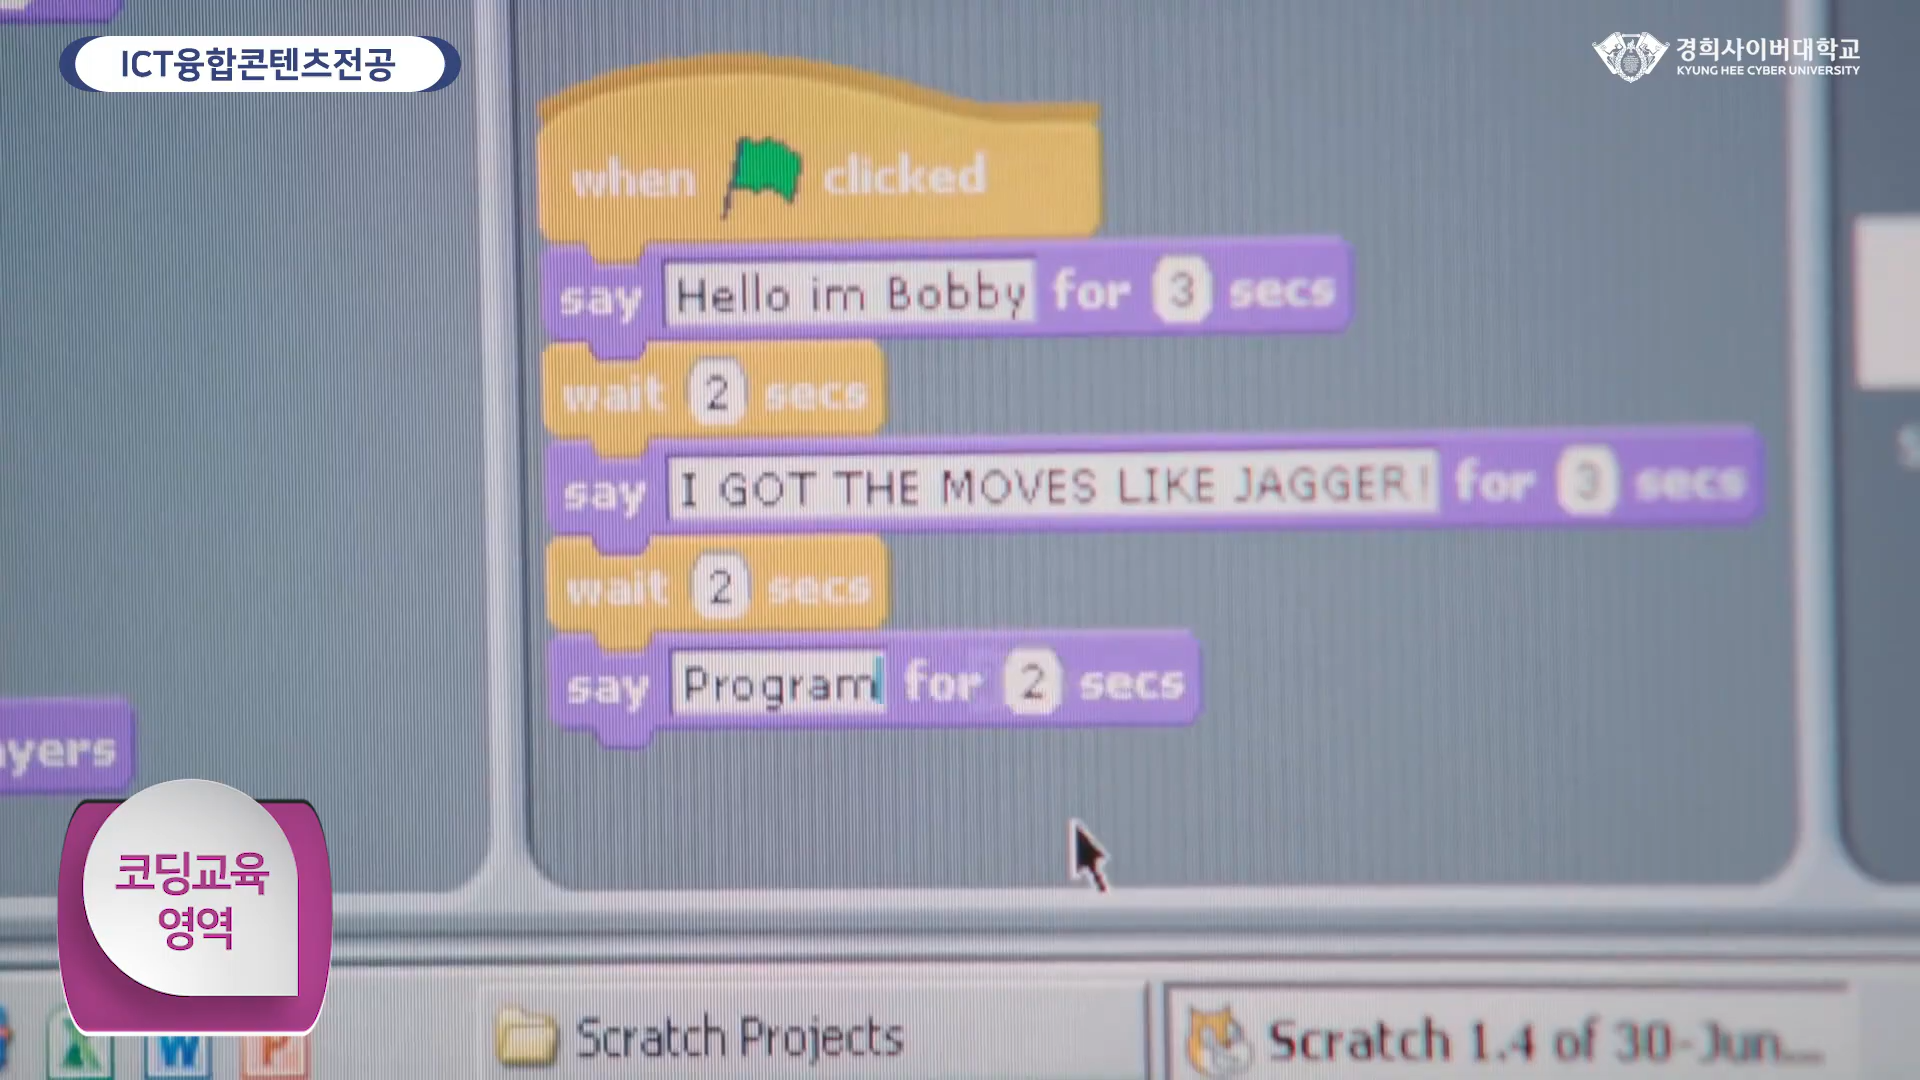 ICT융합콘텐츠전공
경희사이버대학교
KYUNG HEE CYBER UNIVERSITY
when clicked
say Hello im Bobby for 3 secs
wait 2 secs
say I GOT THE MOVES LIKE JAGGER! for 3 secs
wait 2 secs
say Program for 2 secs
yers
코딩교육
영역
Scratch Projects
Scratch 1.4 of 30-Jun...